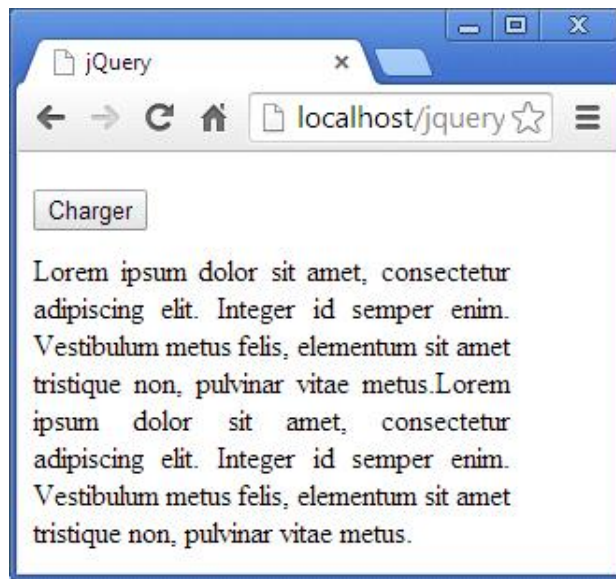 jQuery
localhost/jquery
Charger
Lorem ipsum dolor sit amet, consectetur
adipiscing elit. Integer id semper enim.
Vestibulum metus felis, elementum sit amet
tristique non, pulvinar vitae metus.Lorem
ipsum dolor sit amet, consectetur
adipiscing elit. Integer id semper enim.
Vestibulum metus felis, elementum sit amet
tristique non, pulvinar vitae metus.